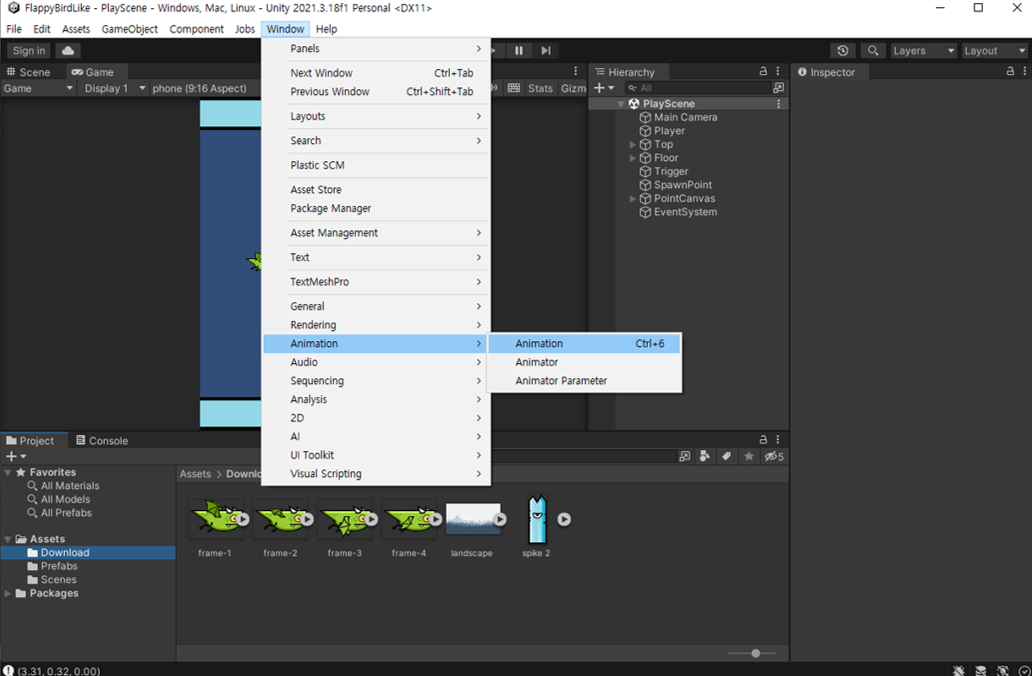 FlappyBirdLike - PlayScene - Windows, Mac, Linux - Unity 2021.3.18f1 Personal <DX11>
File Edit Assets GameObject Component Jobs Window Help
Sign in
Layers Layout
Scene Game
Game Display 1 phone (9:16 Aspect)
Stats Gizm
Panels
Next Window Ctrl+Tab
Previous Window Ctrl+Shift+Tab
Layouts
Search
Plastic SCM
Asset Store
Package Manager
Asset Management
Text
TextMeshPro
General
Rendering
Animation
Audio
Sequencing
Analysis
2D
AI
UI Toolkit
Visual Scripting
Animation Ctrl+6
Animator
Animator Parameter
Hierarchy
All
PlayScene
Main Camera
Player
Top
Floor
Trigger
SpawnPoint
PointCanvas
EventSystem
Inspector
Project Console
5
Favorites
All Materials
All Models
All Prefabs
Assets
Download
Prefabs
Scenes
Packages
Assets > Downlo
frame-1 frame-2 frame-3 frame-4 landscape spike 2
(3.31, 0.32, 0.00)